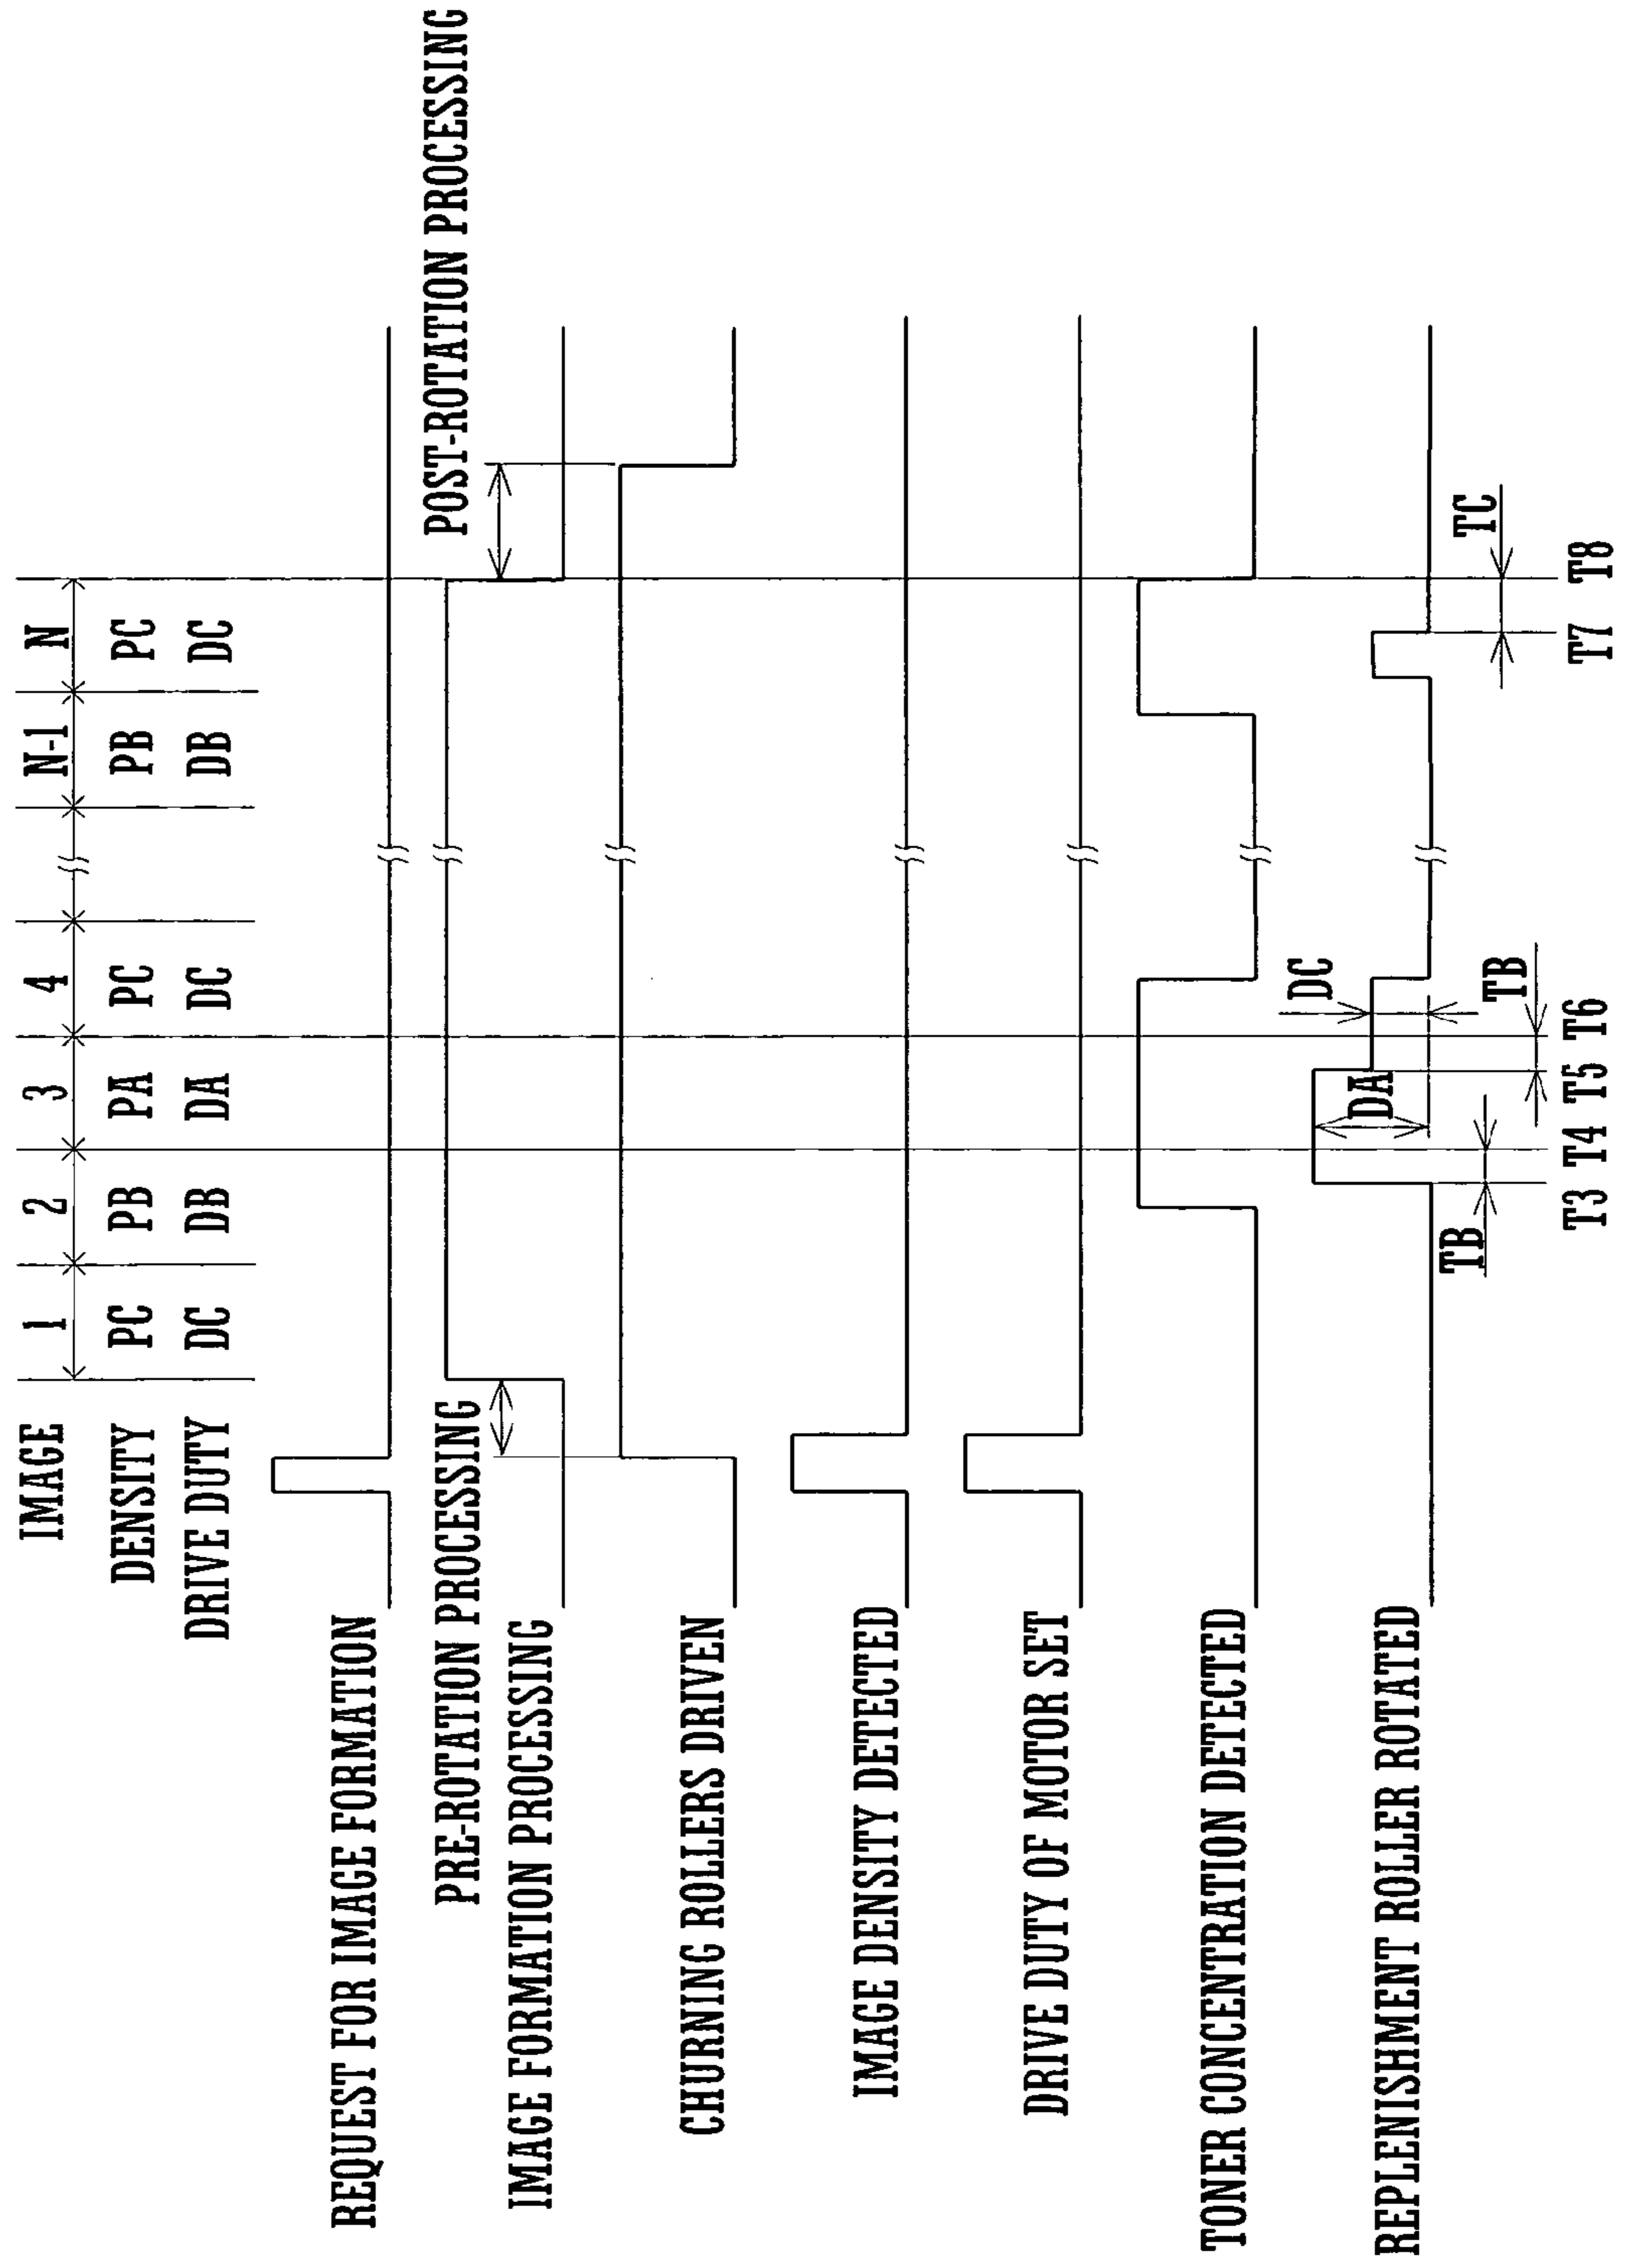 IMAGE 1 2 3 4 N-1 N
DENSITY PC PB PA PC PB PC
DRIVE DUTY DC DB DA DC DB DC
REQUEST FOR IMAGE FORMATION
PRE-ROTATION PROCESSING
POST-ROTATION PROCESSING
IMAGE FORMATION PROCESSING
CHURNING ROLLERS DRIVEN
IMAGE DENSITY DETECTED
DRIVE DUTY OF MOTOR SET
TONER CONCENTRATION DETECTED
DC
DA
REPLENISHMENT ROLLER ROTATED
TB TB TC
T3 T4 T5 T6 T7 T8